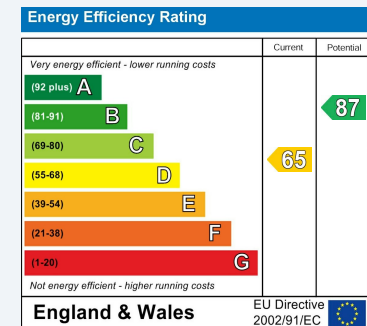 Energy Efficiency Rating
Current Potential
Very energy efficient - lower running costs
(92 plus) A
(81-91) B
87
(69-80) C
65
(55-68) D
(39-54) E
(21-38) F
(1-20) G
Not energy efficient - higher running costs
England & Wales
EU Directive
2002/91/EC